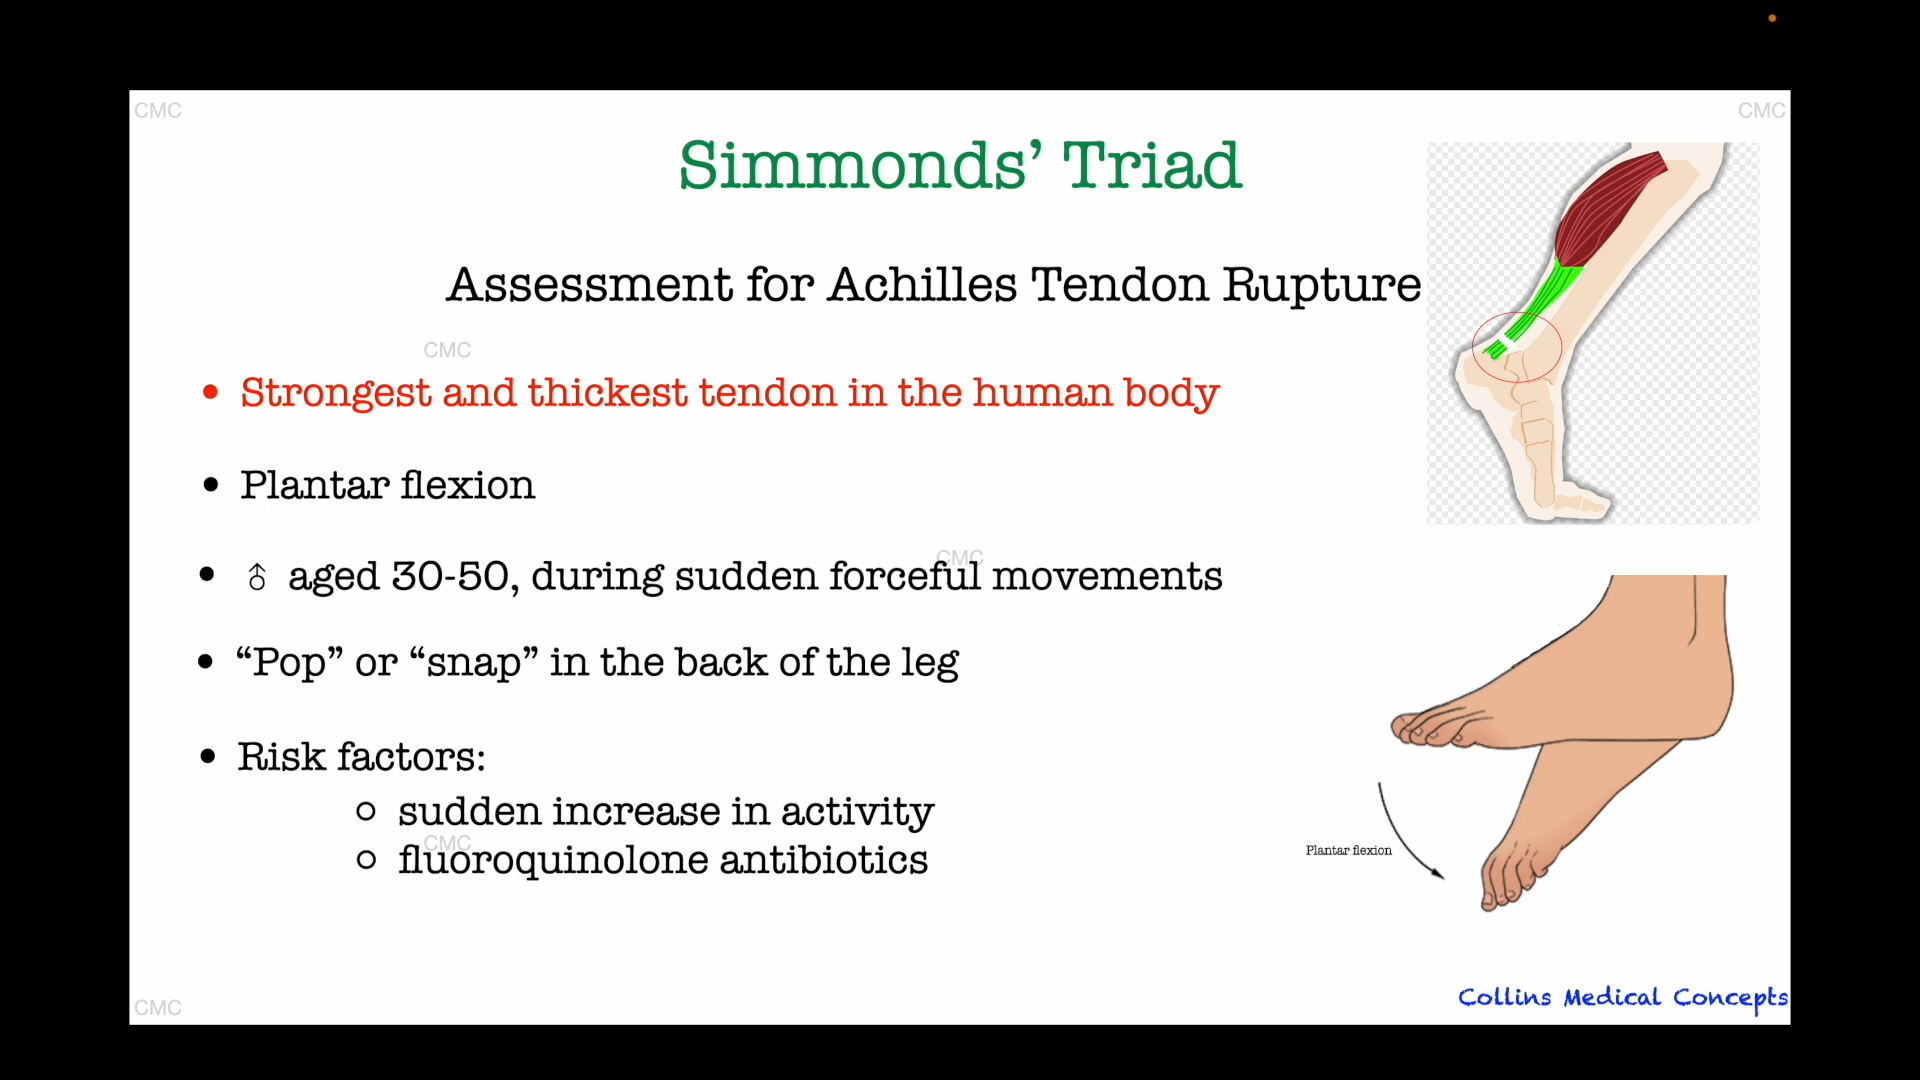 CMC
CMC
Simmonds’ Triad
Assessment for Achilles Tendon Rupture
CMC
• Strongest and thickest tendon in the human body
• Plantar flexion
CMC
• ♂ aged 30-50, during sudden forceful movements
• “Pop” or “snap” in the back of the leg
• Risk factors:
○ sudden increase in activity
CMC
○ fluoroquinolone antibiotics
Plantar flexion
Collins Medical Concepts
CMC